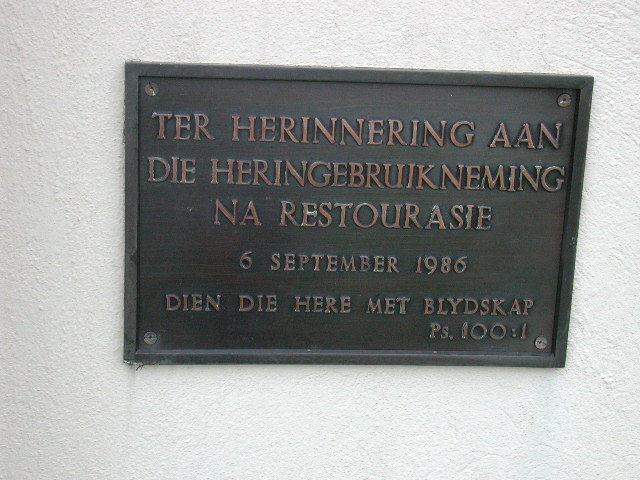 TER HERINNERING AAN
DIE HERINGEBRUIKNEMING
NA RESTOURASIE
6 SEPTEMBER 1986
DIEN DIE HERE MET BLYDSKAP
Ps. 100:1